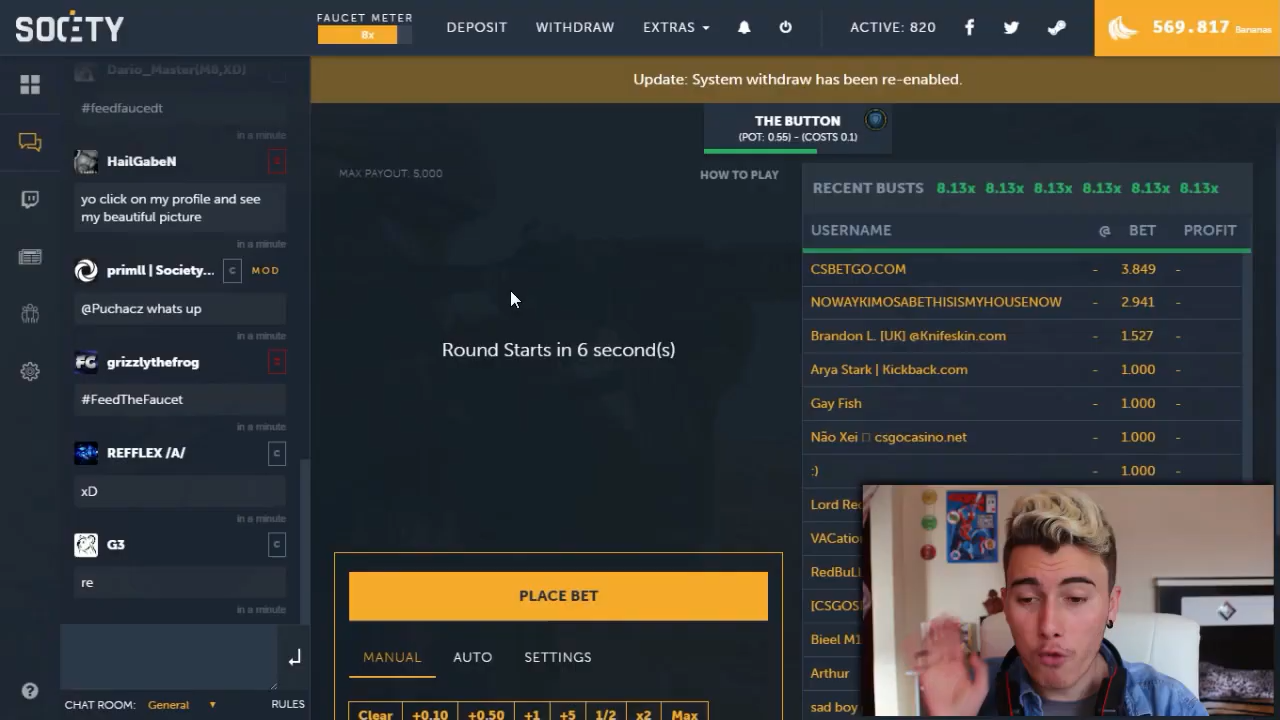 SOCIETY
FAUCET METER
8x
DEPOSIT
WITHDRAW
EXTRAS
ACTIVE: 820
569.817 Bananas
Update: System withdraw has been re-enabled.
Dario_Master(M8,XD)
#feedfaucedt
in a minute
HailGabeN
yo click on my profile and see
my beautiful picture
in a minute
primll | Society... C MOD
@Puchacz whats up
in a minute
FC grizzlythefrog
#FeedTheFaucet
in a minute
REFFLEX /A/ C
xD
in a minute
G3 C
re
in a minute
CHAT ROOM: General
RULES
THE BUTTON
(POT: 0.55) - (COSTS 0.1)
MAX PAYOUT: 5,000
HOW TO PLAY
Round Starts in 6 second(s)
PLACE BET
MANUAL AUTO SETTINGS
Clear +0.10 +0.50 +1 +5 1/2 x2 Max
RECENT BUSTS 8.13x 8.13x 8.13x 8.13x 8.13x 8.13x
USERNAME @ BET PROFIT
CSBETGO.COM - 3.849 -
NOWAYKIMOSABETHISISMYHOUSENOW - 2.941 -
Brandon L. [UK] @Knifeskin.com - 1.527 -
Arya Stark | Kickback.com - 1.000 -
Gay Fish - 1.000 -
Não Xei csgocasino.net - 1.000 -
:) - 1.000 -
Lord
Arthur
sad boy